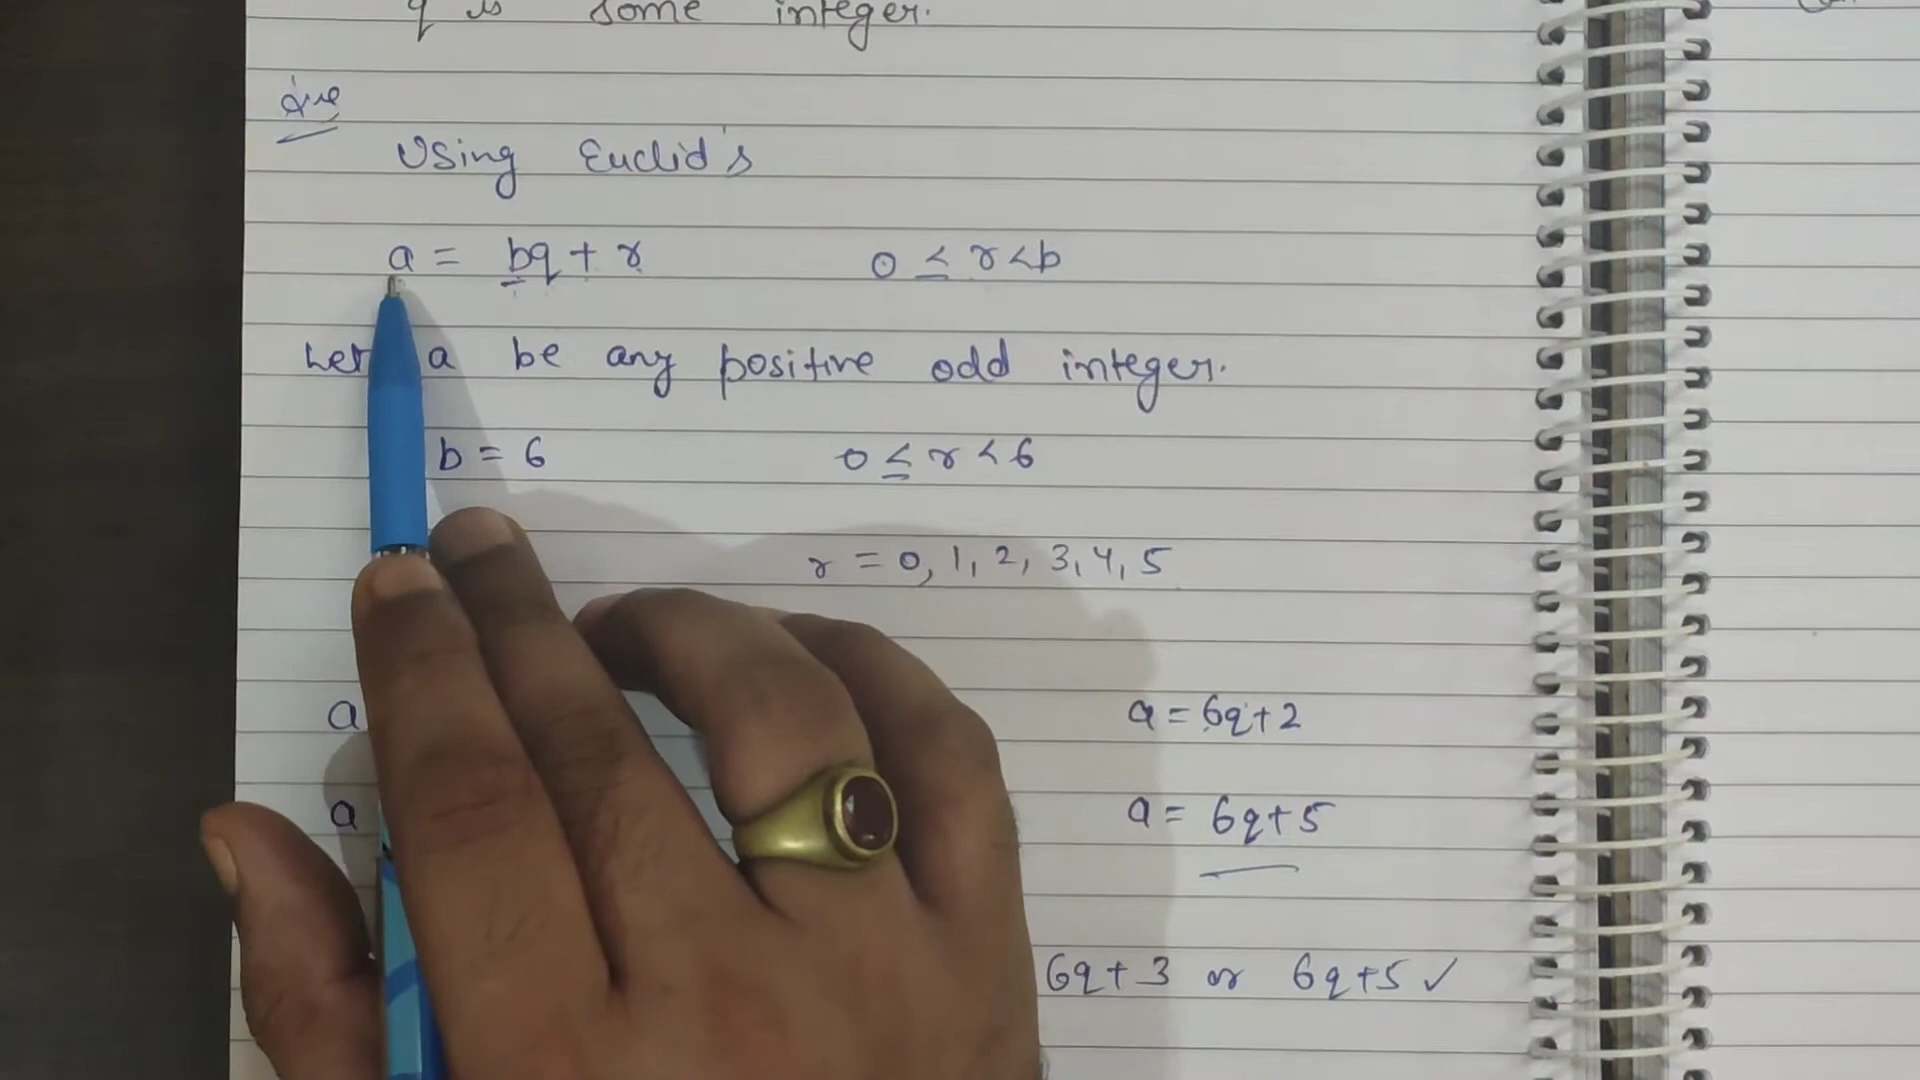 q is some integer.
Using Euclid's
a = bq + r 0 ≤ r < b
Let a be any positive odd integer.
b = 6 0 ≤ r < 6
r = 0, 1, 2, 3, 4, 5
a a = 6q+2
a a = 6q+5
6q+3 or 6q+5 ✓